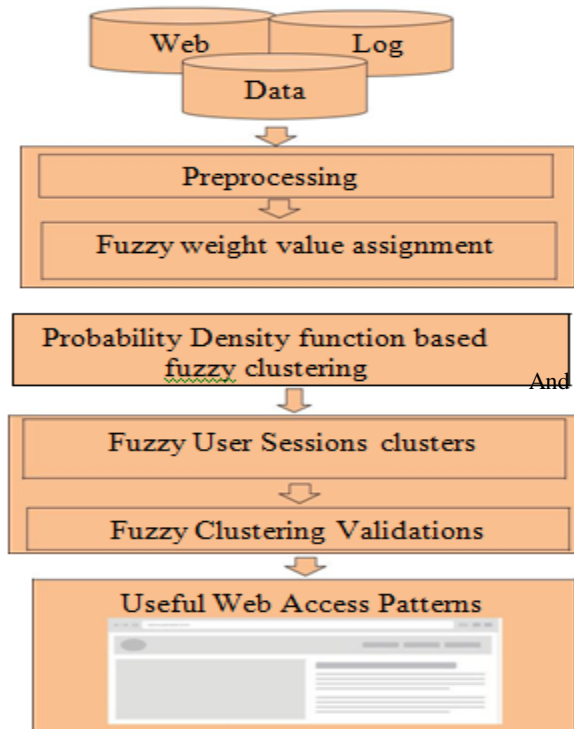 Web Log
Data
Preprocessing
Fuzzy weight value assignment
Probability Density function based
fuzzy clustering
And
Fuzzy User Sessions clusters
Fuzzy Clustering Validations
Useful Web Access Patterns